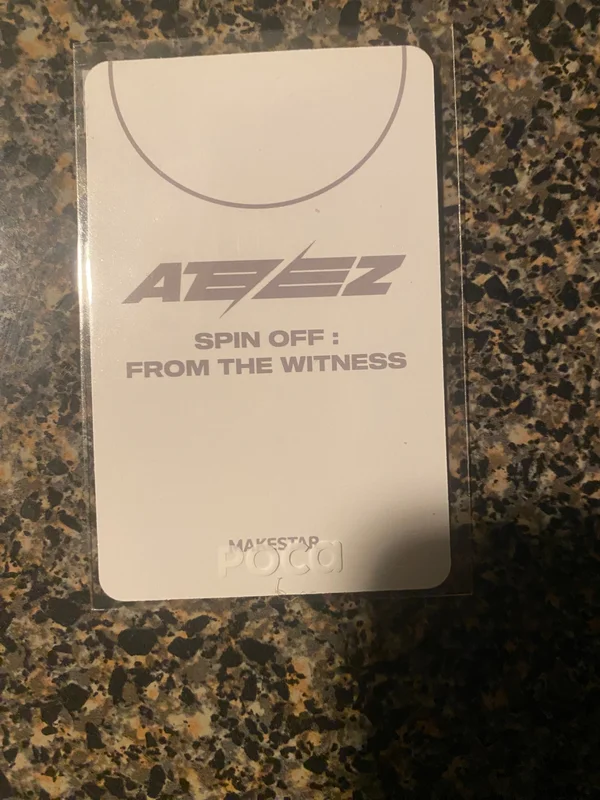 ATEEZ
SPIN OFF :
FROM THE WITNESS
MAKESTAR
POCA